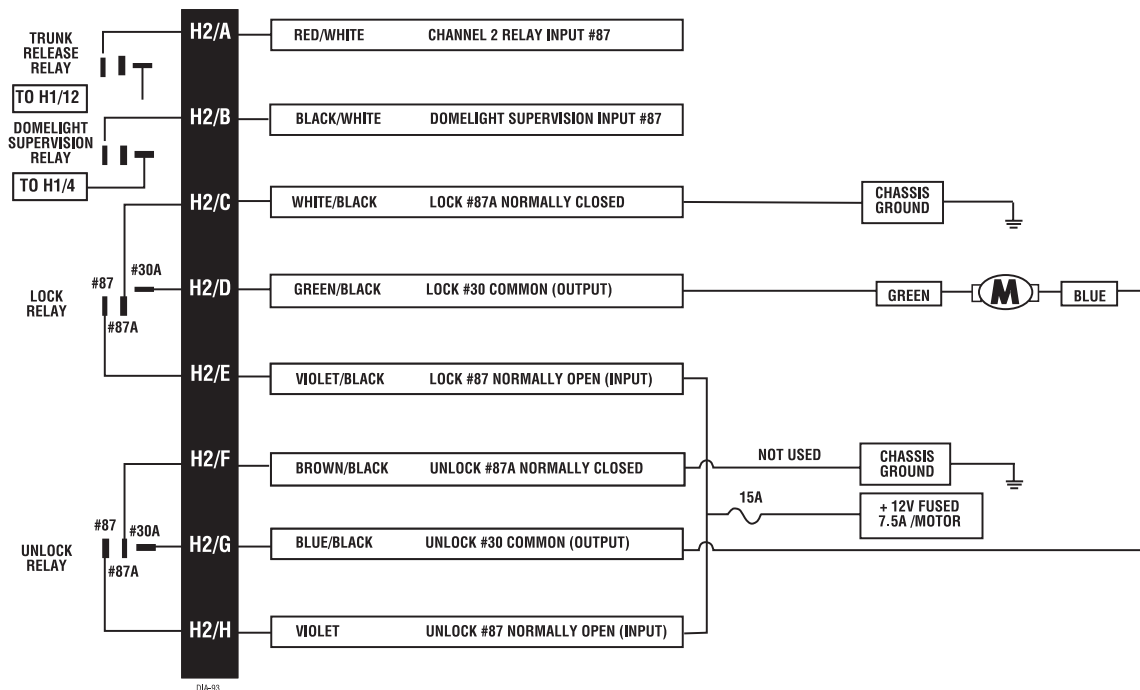 H2/A
RED/WHITE CHANNEL 2 RELAY INPUT #87
TRUNK
RELEASE
RELAY
TO H1/12
H2/B
BLACK/WHITE DOMELIGHT SUPERVISION INPUT #87
DOMELIGHT
SUPERVISION
RELAY
TO H1/4
H2/C
WHITE/BLACK LOCK #87A NORMALLY CLOSED
CHASSIS
GROUND
#87
#30A
#87A
LOCK
RELAY
H2/D
GREEN/BLACK LOCK #30 COMMON (OUTPUT)
GREEN
M
BLUE
H2/E
VIOLET/BLACK LOCK #87 NORMALLY OPEN (INPUT)
H2/F
BROWN/BLACK UNLOCK #87A NORMALLY CLOSED
NOT USED
CHASSIS
GROUND
15A
+ 12V FUSED
7.5A /MOTOR
#87
#30A
#87A
UNLOCK
RELAY
H2/G
BLUE/BLACK UNLOCK #30 COMMON (OUTPUT)
H2/H
VIOLET UNLOCK #87 NORMALLY OPEN (INPUT)
DIA-93